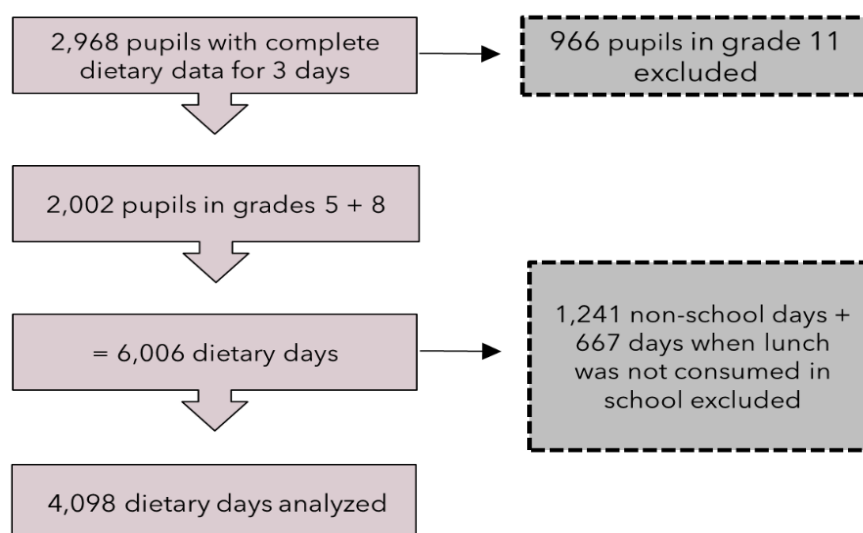 2,968 pupils with complete
dietary data for 3 days
966 pupils in grade 11
excluded
2,002 pupils in grades 5 + 8
= 6,006 dietary days
1,241 non-school days +
667 days when lunch
was not consumed in
school excluded
4,098 dietary days analyzed